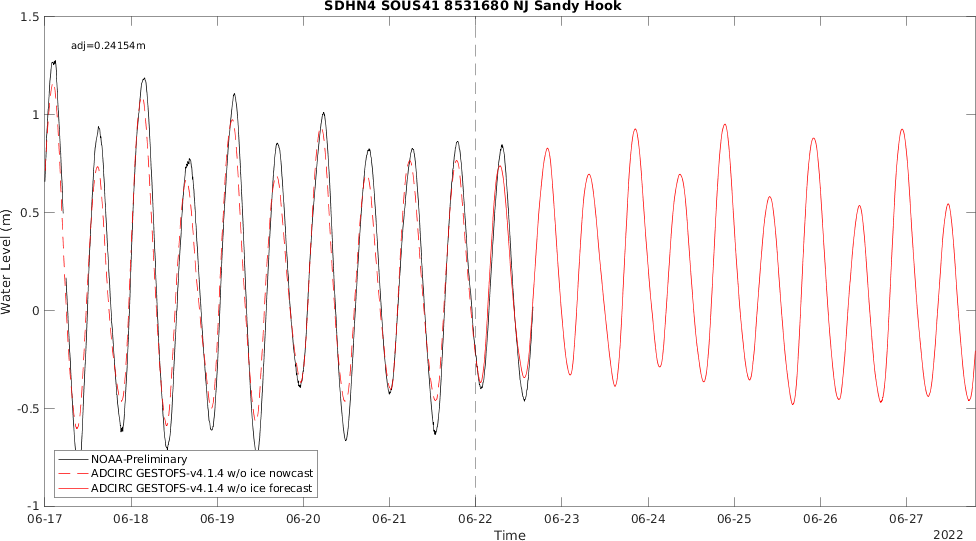 SDHN4 SOUS41 8531680 NJ Sandy Hook
adj=0.24154m
1.5
1
0.5
0
-0.5
-1
Water Level (m)
NOAA-Preliminary
ADCIRC GESTOFS-v4.1.4 w/o ice nowcast
ADCIRC GESTOFS-v4.1.4 w/o ice forecast
06-17 06-18 06-19 06-20 06-21 06-22 06-23 06-24 06-25 06-26 06-27
Time
2022